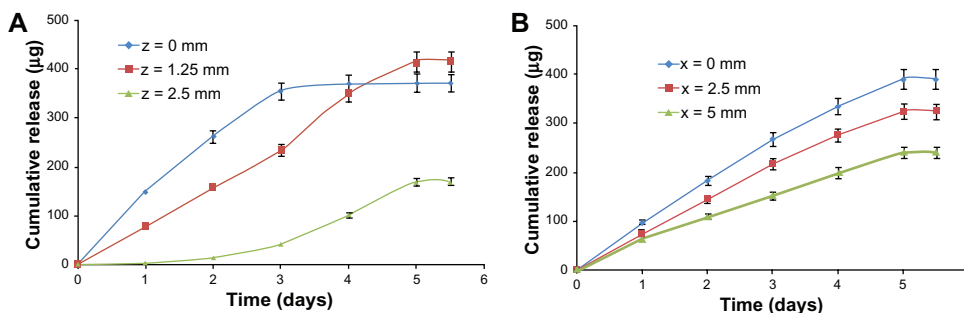 A
500
400
300
200
100
0
z = 0 mm
z = 1.25 mm
z = 2.5 mm
Cumulative release (µg)
0 1 2 3 4 5 6
Time (days)
B
500
400
300
200
100
0
x = 0 mm
x = 2.5 mm
x = 5 mm
Cumulative release (µg)
0 1 2 3 4 5
Time (days)